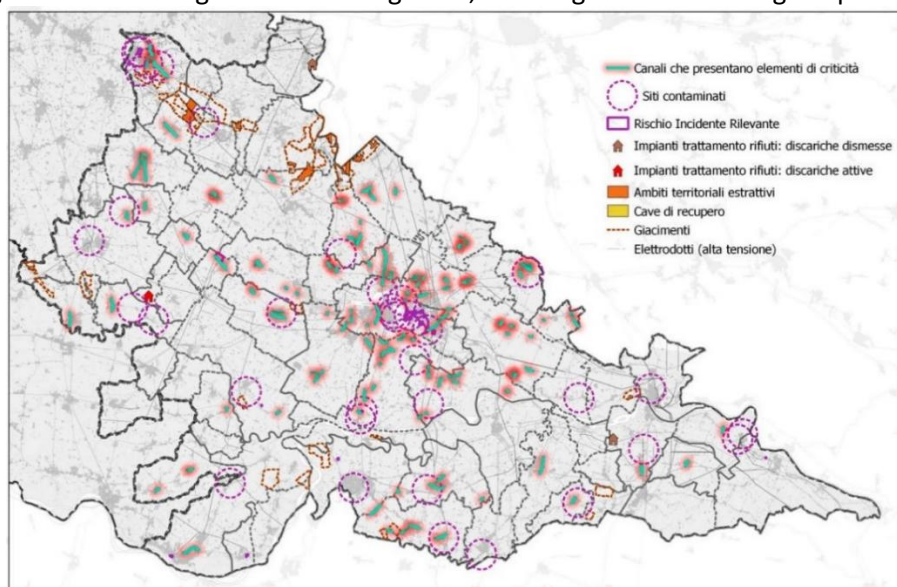 Canali che presentano elementi di criticità
Siti contaminati
Rischio Incidente Rilevante
Impianti trattamento rifiuti: discariche dismesse
Impianti trattamento rifiuti: discariche attive
Ambiti territoriali estrattivi
Cave di recupero
Giacimenti
Elettrodotti (alta tensione)